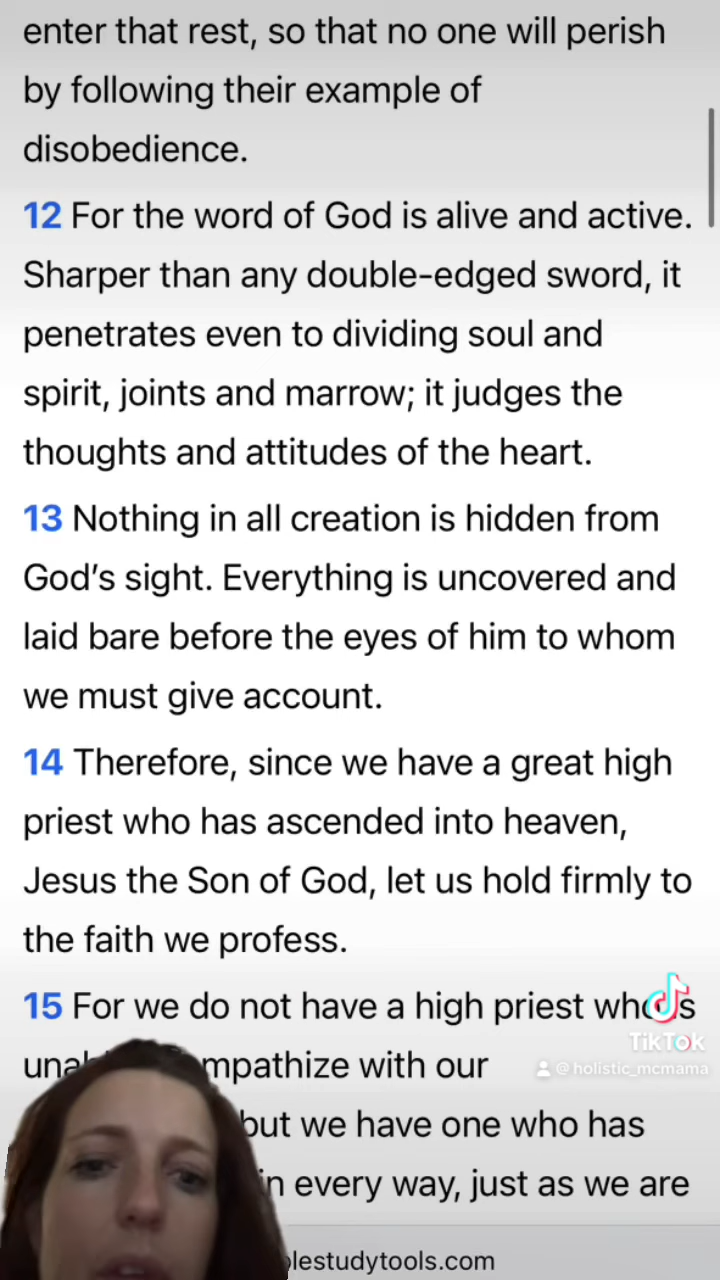 enter that rest, so that no one will perish
by following their example of
disobedience.
12 For the word of God is alive and active.
Sharper than any double-edged sword, it
penetrates even to dividing soul and
spirit, joints and marrow; it judges the
thoughts and attitudes of the heart.
13 Nothing in all creation is hidden from
God's sight. Everything is uncovered and
laid bare before the eyes of him to whom
we must give account.
14 Therefore, since we have a great high
priest who has ascended into heaven,
Jesus the Son of God, let us hold firmly to
the faith we profess.
15 For we do not have a high priest who is
TikTok
mpathize with our
@holistic_mcmama
but we have one who has
in every way, just as we are
lestudytools.com